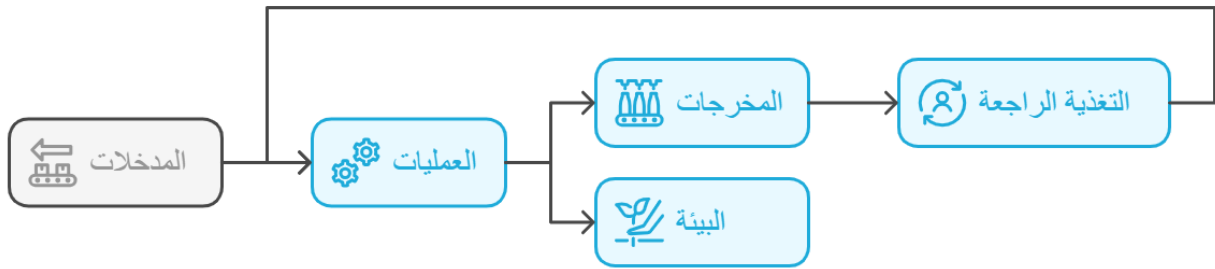 المدخلات
العمليات
المخرجات
التغذية الراجعة
البيئة